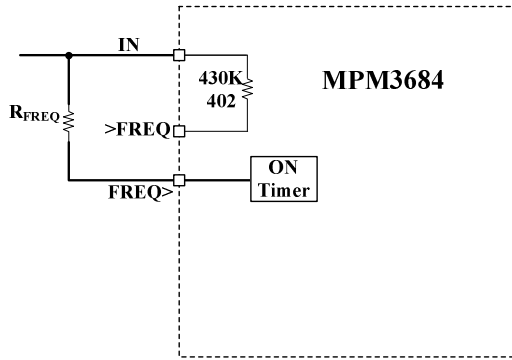 IN
430K
402
MPM3684
RFREQ
>FREQ
FREQ>
ON
Timer